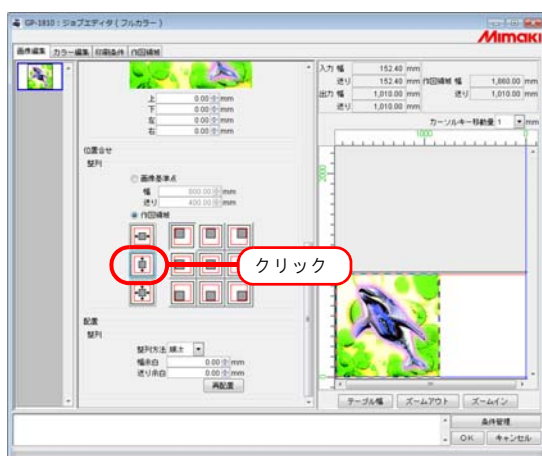 GP-1810 : ジョブエディタ ( フルカラー )
Mimaki
画像編集 カラー編集 印刷条件 作図領域
上 0.00 mm
下 0.00 mm
左 0.00 mm
右 0.00 mm
位置合せ
整列
画像基準点
幅 500.00 mm
送り 400.00 mm
作図領域
クリック
配置
整列
整列方法 順土
幅余白 0.00 mm
送り余白 0.00 mm
再配置
入力 幅 152.40 mm
送り 152.40 mm 作図領域 幅 1,860.00 mm
出力 幅 1,010.00 mm 送り 1,010.00 mm
送り 1,010.00 mm
カーソルキー移動量 1 mm
1000 0
2000
テーブル幅 ズームアウト ズームイン
条件管理
OK キャンセル